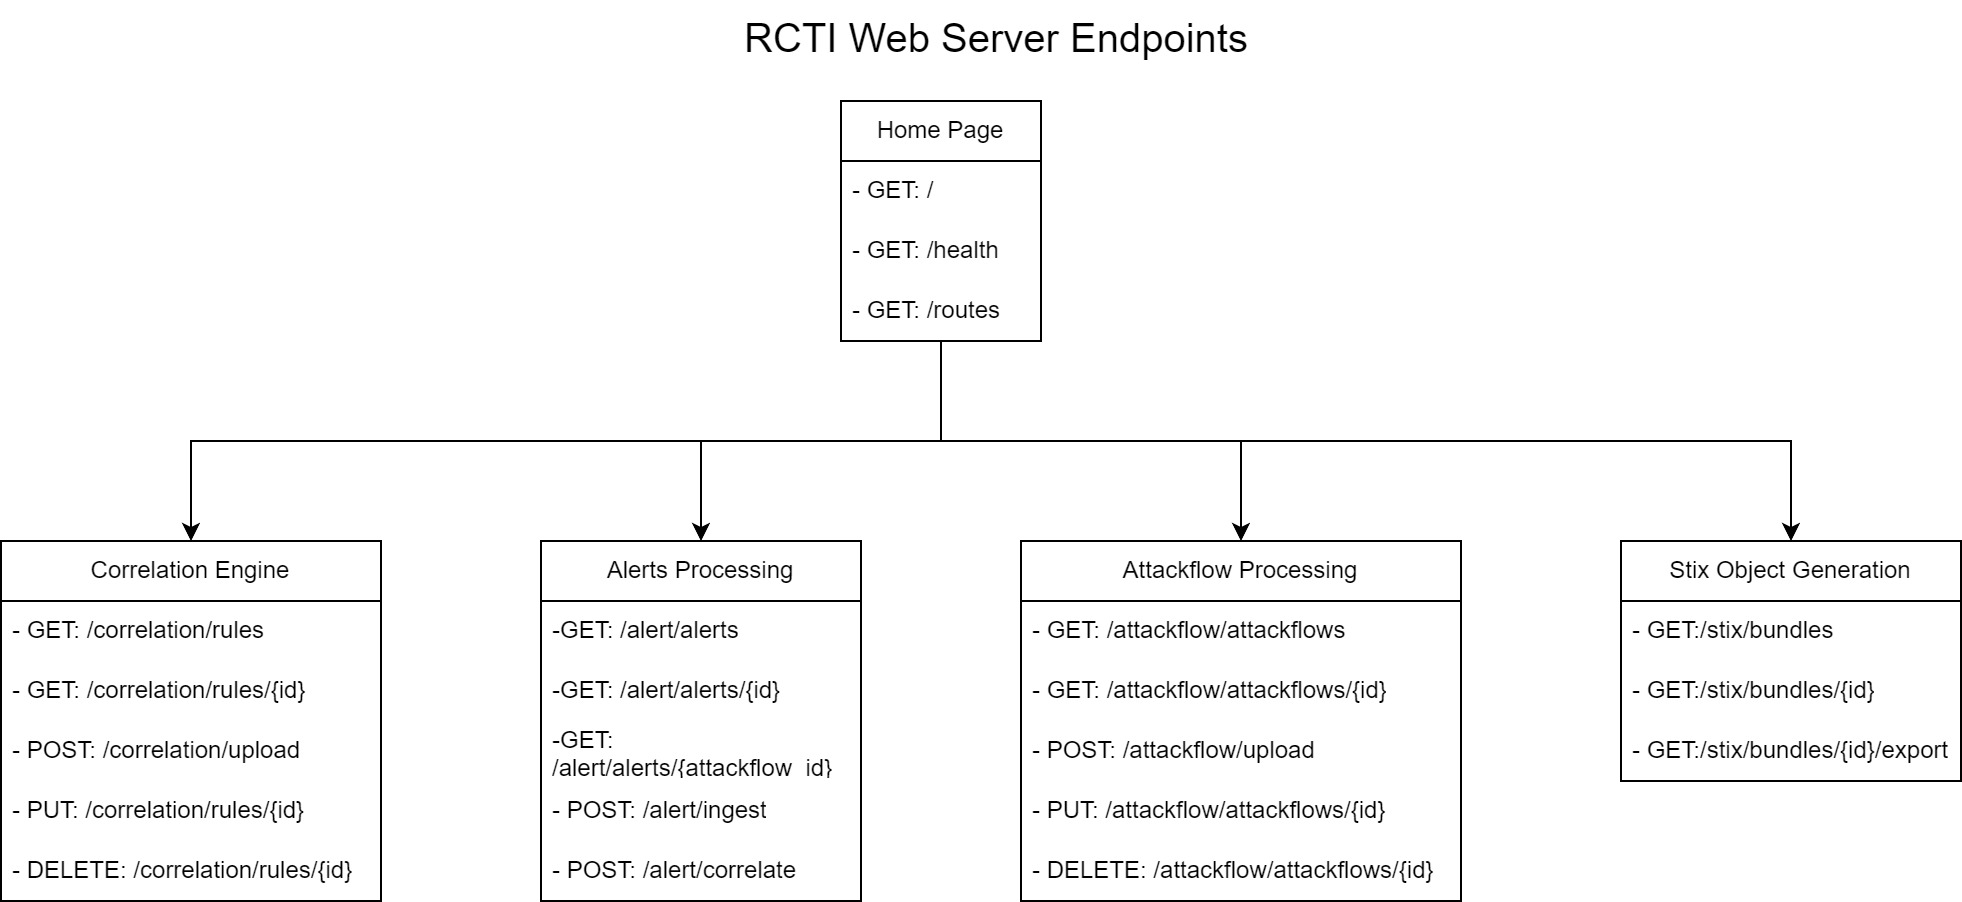 RCTI Web Server Endpoints
Home Page
- GET: /
- GET: /health
- GET: /routes
Correlation Engine
- GET: /correlation/rules
- GET: /correlation/rules/{id}
- POST: /correlation/upload
- PUT: /correlation/rules/{id}
- DELETE: /correlation/rules/{id}
Alerts Processing
-GET: /alert/alerts
-GET: /alert/alerts/{id}
-GET:
/alert/alerts/{attackflow_id}
- POST: /alert/ingest
- POST: /alert/correlate
Attackflow Processing
- GET: /attackflow/attackflows
- GET: /attackflow/attackflows/{id}
- POST: /attackflow/upload
- PUT: /attackflow/attackflows/{id}
- DELETE: /attackflow/attackflows/{id}
Stix Object Generation
- GET:/stix/bundles
- GET:/stix/bundles/{id}
- GET:/stix/bundles/{id}/export